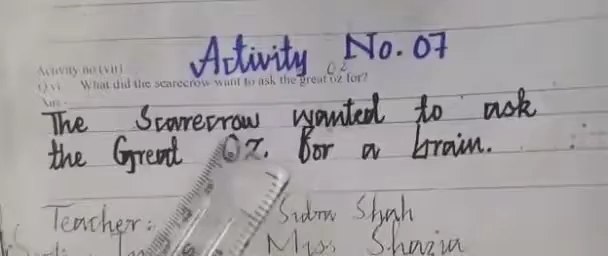 Activity No. 07
Activity no (vii)
Q vi. What did the scarecrow want to ask the great oz for?
Ans
The Scarecrow wanted to ask
the Great Oz. for a brain.
Teacher: Sidra Shah
Miss Shazia